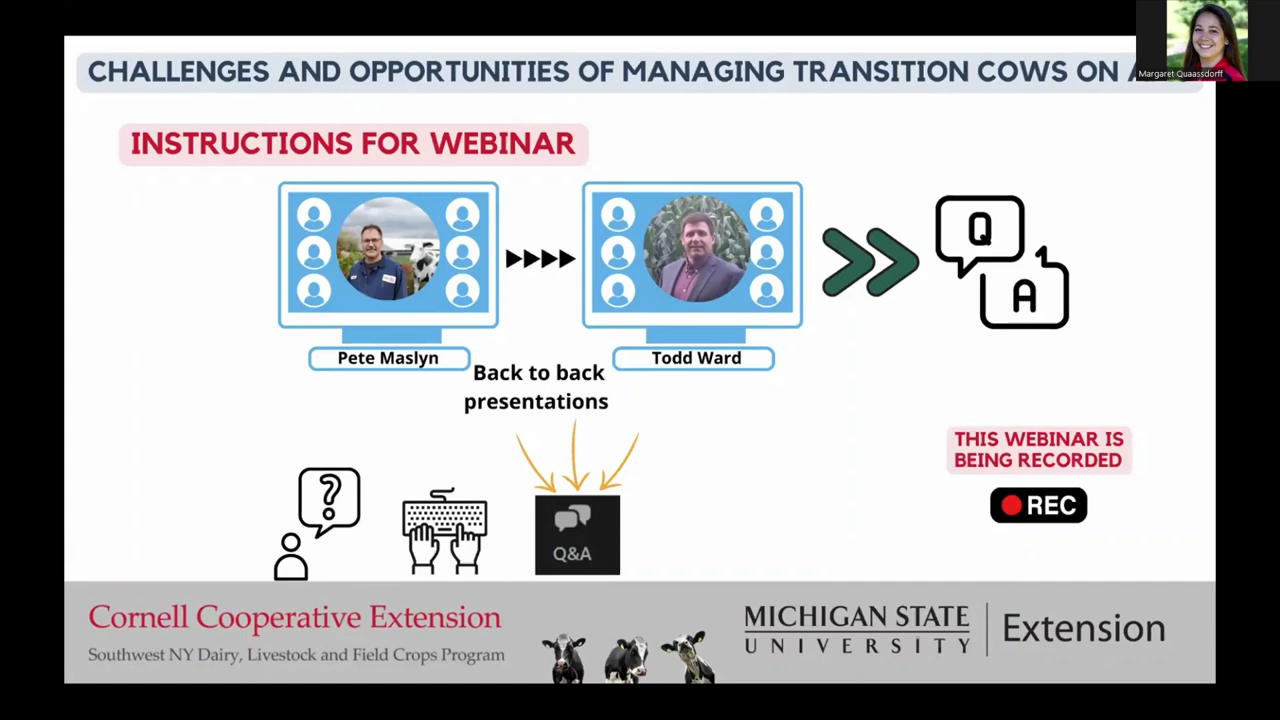 CHALLENGES AND OPPORTUNITIES OF MANAGING TRANSITION COWS ON
Margaret Quaassdorff
INSTRUCTIONS FOR WEBINAR
Q
A
Pete Maslyn
Todd Ward
Back to back
presentations
THIS WEBINAR IS
BEING RECORDED
REC
?
Q&A
Cornell Cooperative Extension
Southwest NY Dairy, Livestock and Field Crops Program
MICHIGAN STATE
UNIVERSITY
Extension